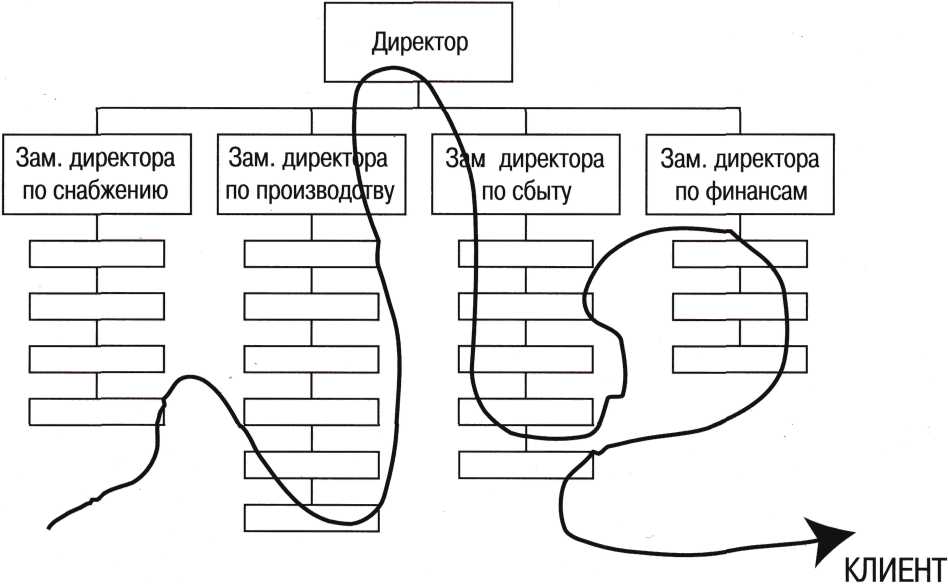 Директор
Зам. директора
по снабжению
Зам. директора
по производству
Зам директора
по сбыту
Зам. директора
по финансам
КЛИЕНТ